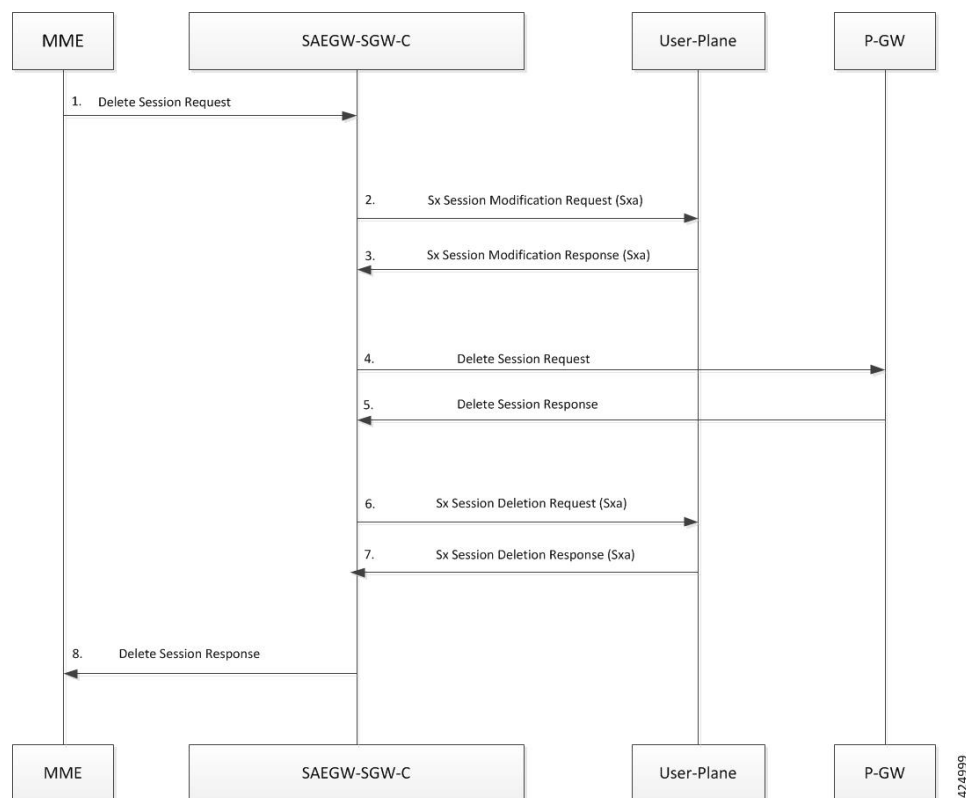 MME
SAEGW-SGW-C
User-Plane
P-GW
1. Delete Session Request
2. Sx Session Modification Request (Sxa)
3. Sx Session Modification Response (Sxa)
4. Delete Session Request
5. Delete Session Response
6. Sx Session Deletion Request (Sxa)
7. Sx Session Deletion Response (Sxa)
8. Delete Session Response
MME
SAEGW-SGW-C
User-Plane
P-GW
424999